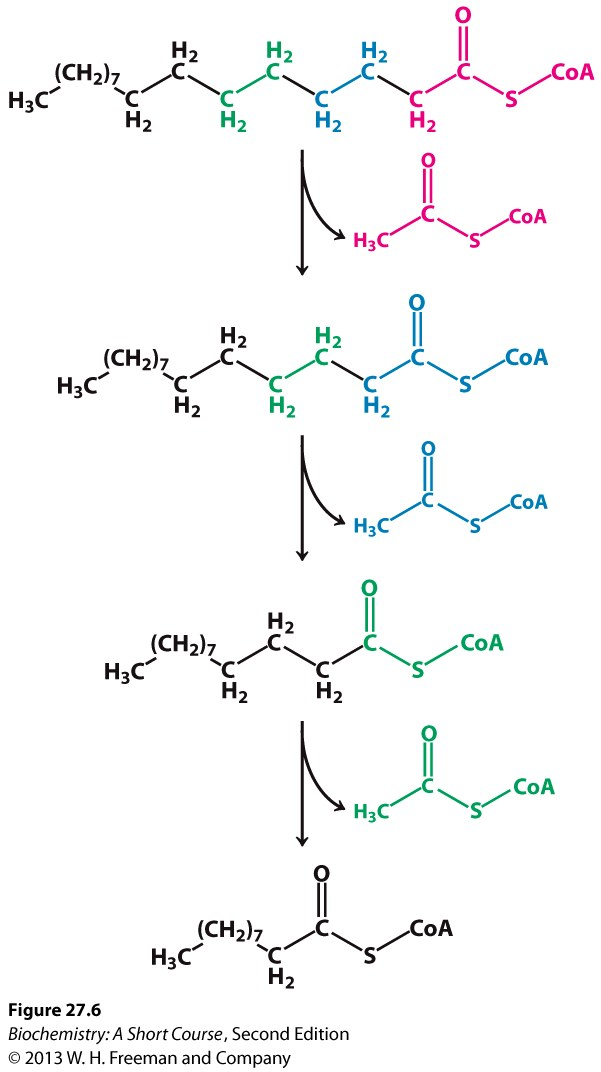 O
H₂ H₂ H₂
(CH₂)₇ C C C C CoA
H₃C C C C C S
H₂ H₂ H₂ H₂
O
C CoA
H₃C S
O
H₂ H₂
(CH₂)₇ C C C CoA
H₃C C C C S
H₂ H₂ H₂
O
C CoA
H₃C S
O
H₂
(CH₂)₇ C C CoA
H₃C C C S
H₂ H₂
O
C CoA
H₃C S
O
(CH₂)₇ C CoA
H₃C C S
H₂
Figure 27.6
Biochemistry: A Short Course, Second Edition
© 2013 W. H. Freeman and Company